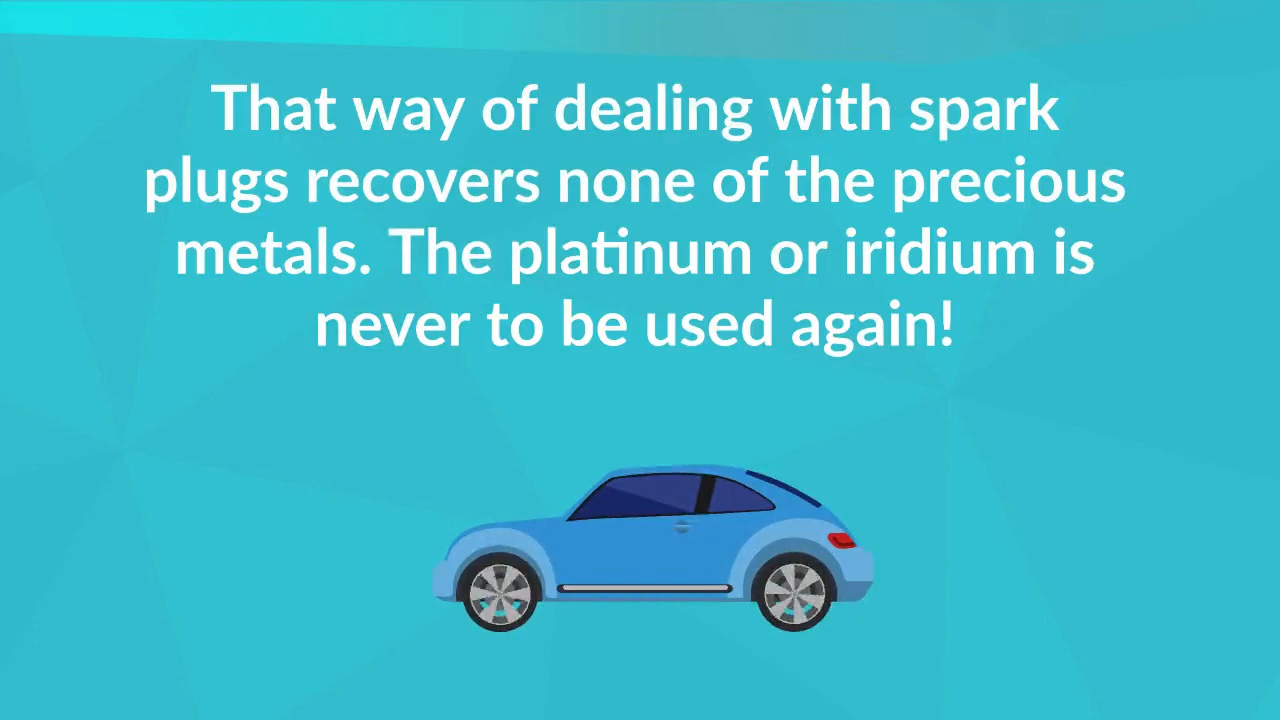 That way of dealing with spark
plugs recovers none of the precious
metals. The platinum or iridium is
never to be used again!